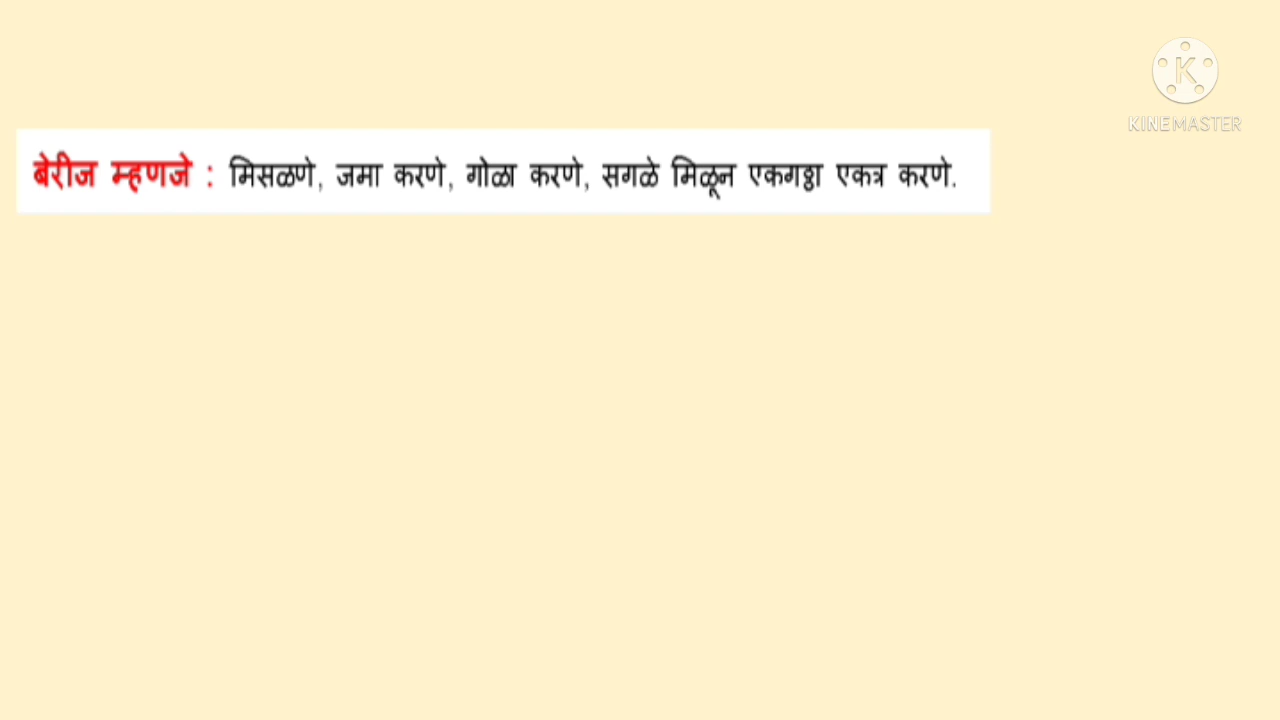 बेरीज म्हणजे : मिसळणे, जमा करणे, गोळा करणे, सगळे मिळून एकगठ्ठा एकत्र करणे.
K
KINEMASTER